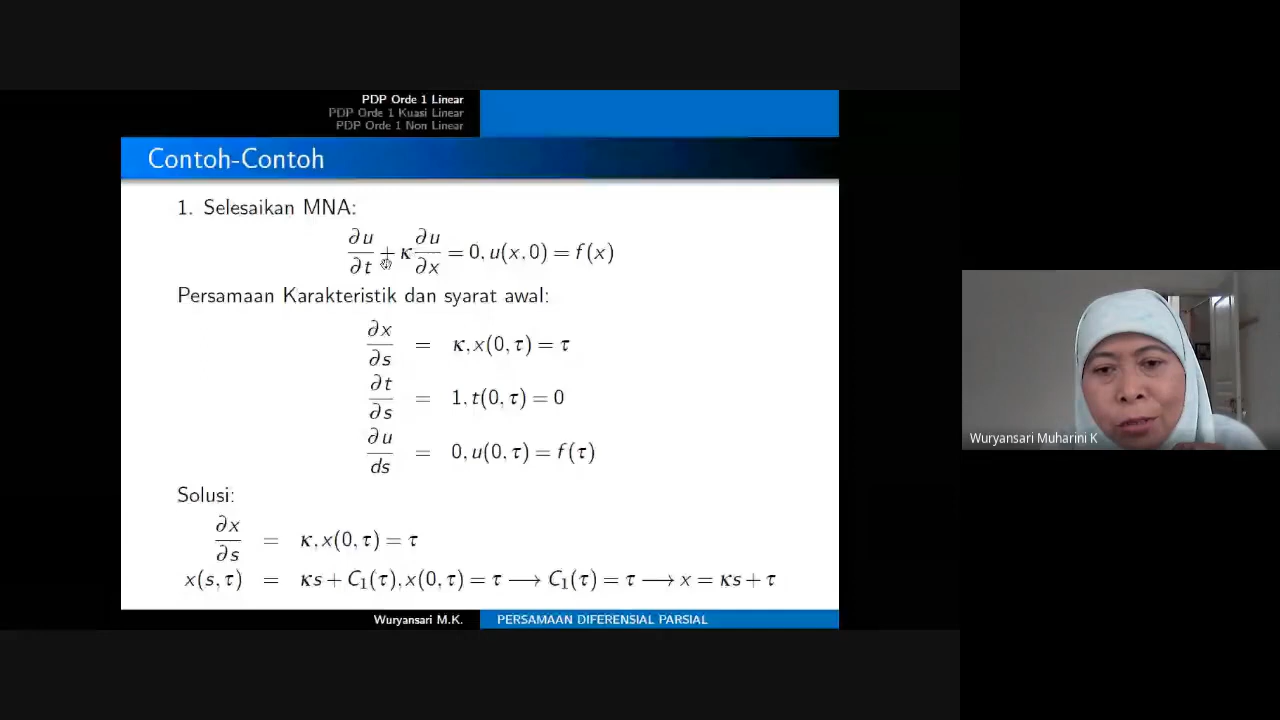 PDP Orde 1 Linear
PDP Orde 1 Kuasi Linear
PDP Orde 1 Non Linear
Contoh-Contoh
1. Selesaikan MNA:
∂u/∂t + κ ∂u/∂x = 0, u(x, 0) = f(x)
Persamaan Karakteristik dan syarat awal:
∂x/∂s = κ, x(0, τ) = τ
∂t/∂s = 1, t(0, τ) = 0
∂u/ds = 0, u(0, τ) = f(τ)
Solusi:
∂x/∂s = κ, x(0, τ) = τ
x(s, τ) = κs + C₁(τ), x(0, τ) = τ ⟶ C₁(τ) = τ ⟶ x = κs + τ
Wuryansari M.K. PERSAMAAN DIFERENSIAL PARSIAL
Wuryansari Muharini K